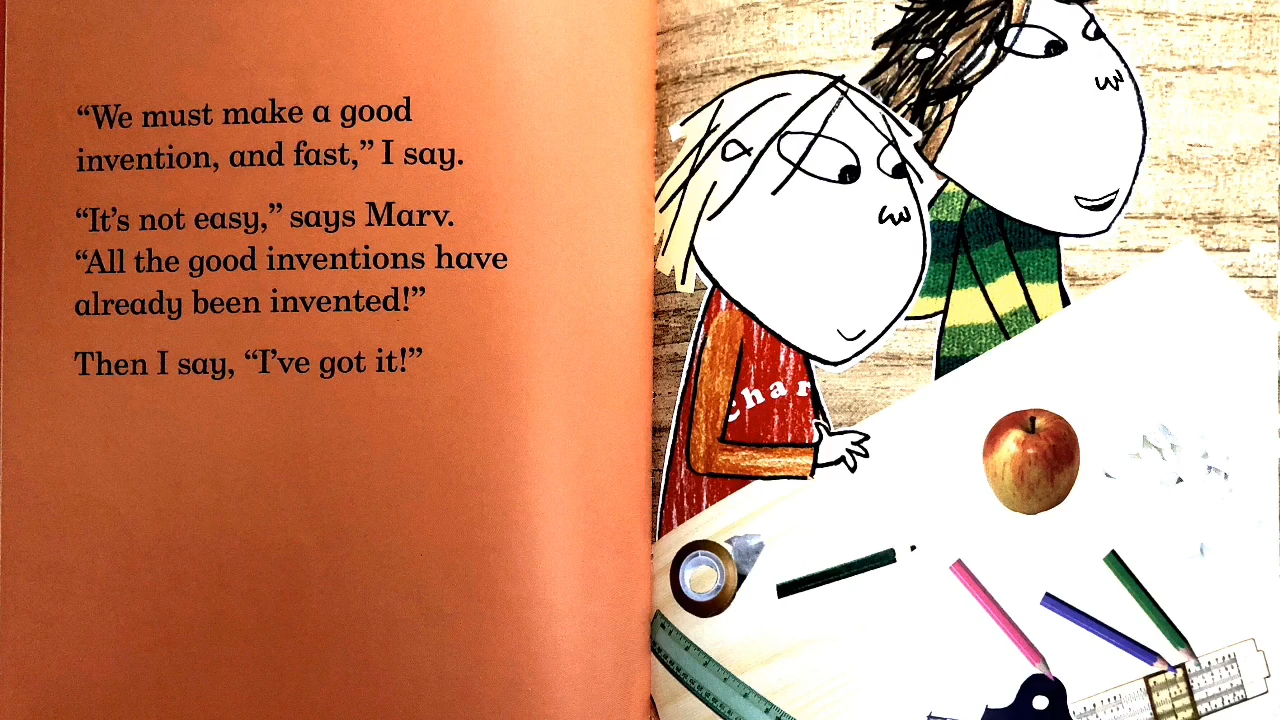 “We must make a good
invention, and fast,” I say.
“It’s not easy,” says Marv.
“All the good inventions have
already been invented!”
Then I say, “I’ve got it!”
char